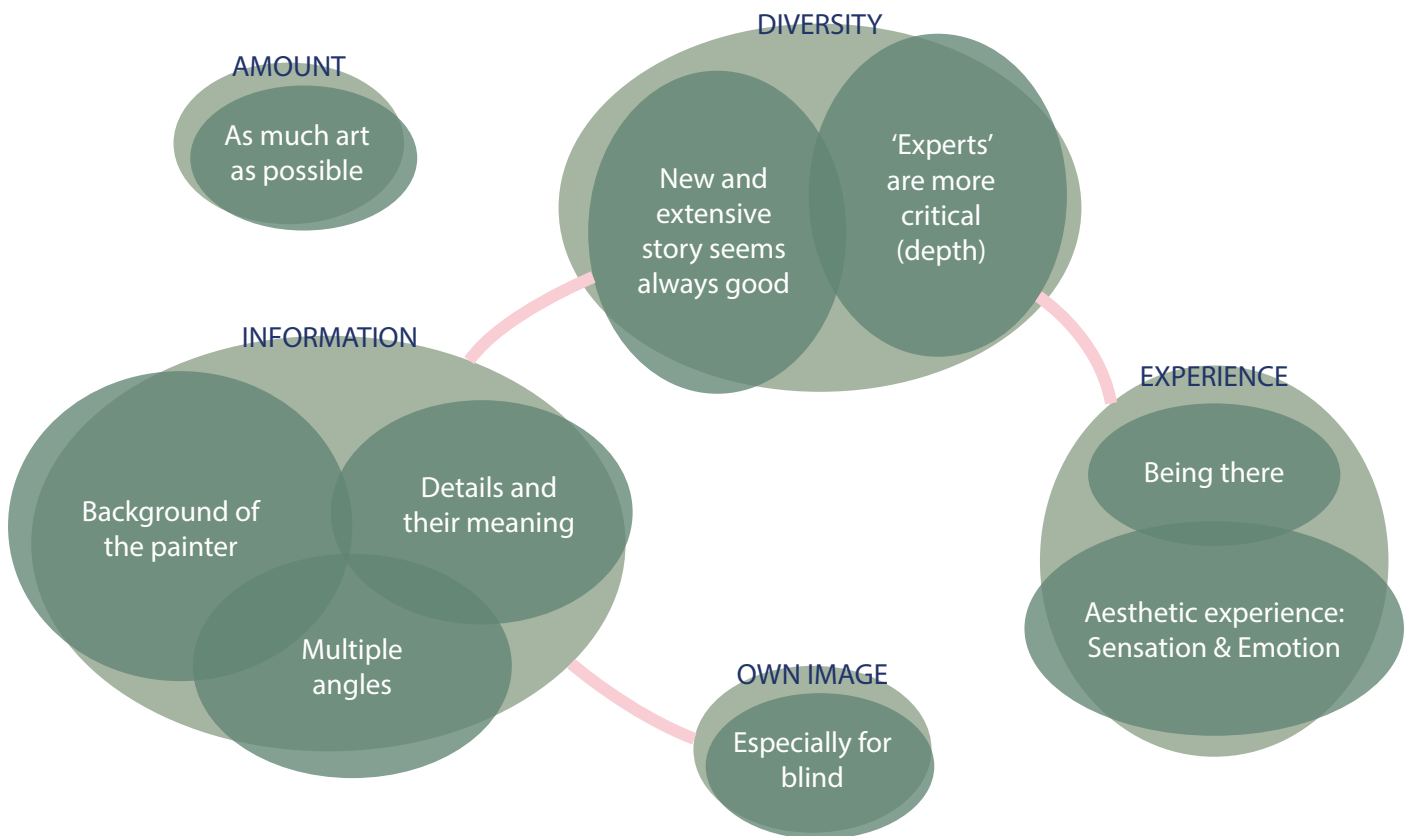 DIVERSITY
AMOUNT
As much art
as possible
New and
extensive
story seems
always good
‘Experts’
are more
critical
(depth)
INFORMATION
Background of
the painter
Details and
their meaning
Multiple
angles
EXPERIENCE
Being there
Aesthetic experience:
Sensation & Emotion
OWN IMAGE
Especially for
blind